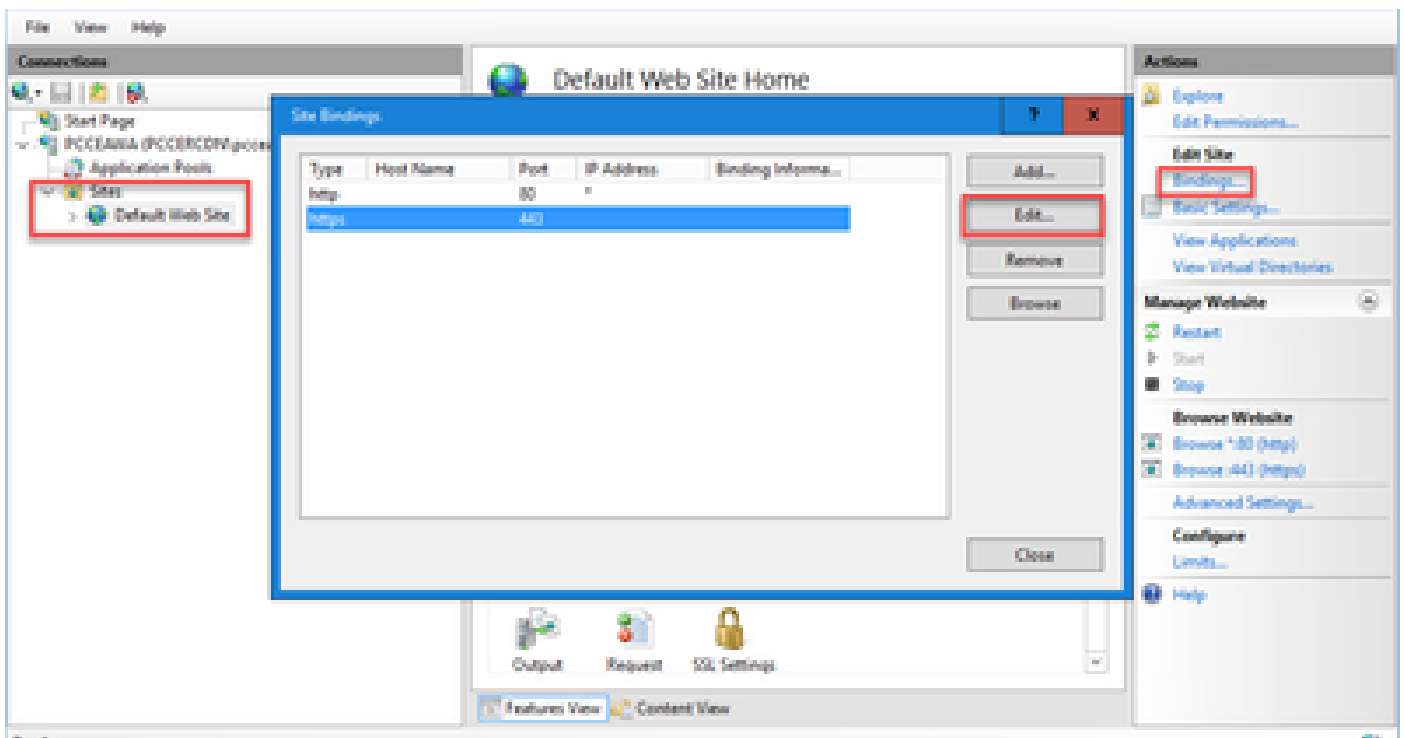 File View Help
Connections
Start Page
PCCEAWA (PCCERCDN\pccea
Application Pools
Sites
Default Web Site
Default Web Site Home
Site Bindings
? X
Type Host Name Port IP Address Binding Informa...
http 80 *
https 443
Add...
Edit...
Remove
Browse
Close
Output Request SSL Settings
Features View Content View
Actions
Explore
Edit Permissions...
Edit Site
Bindings...
Basic Settings...
View Applications
View Virtual Directories
Manage Website
Restart
Start
Stop
Browse Website
Browse *:80 (http)
Browse :443 (https)
Advanced Settings...
Configure
Limits...
Help